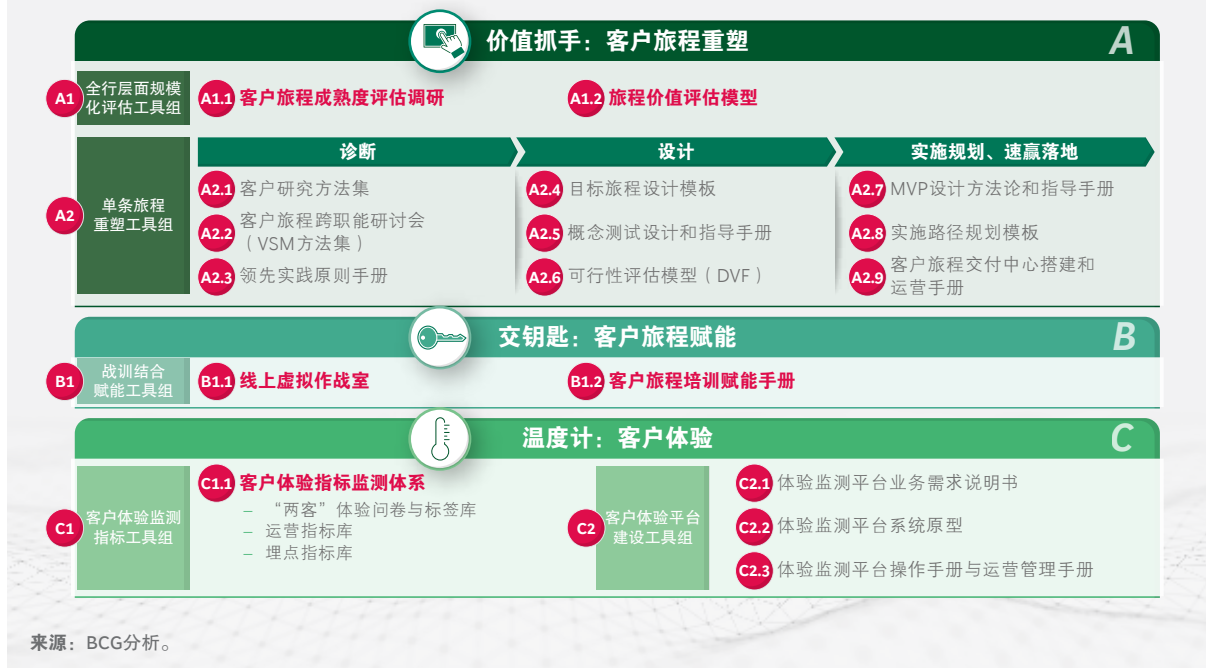 价值抓手：客户旅程重塑
A
A1
全行层面规模
化评估工具组
A1.1 客户旅程成熟度评估调研
A1.2 旅程价值评估模型
A2
单条旅程
重塑工具组
诊断
A2.1 客户研究方法集
A2.2 客户旅程跨职能研讨会
（VSM方法集）
A2.3 领先实践原则手册
设计
A2.4 目标旅程设计模板
A2.5 概念测试设计和指导手册
A2.6 可行性评估模型（DVF）
实施规划、速赢落地
A2.7 MVP设计方法论和指导手册
A2.8 实施路径规划模板
A2.9 客户旅程交付中心搭建和
运营手册
交钥匙：客户旅程赋能
B
B1
战训结合
赋能工具组
B1.1 线上虚拟作战室
B1.2 客户旅程培训赋能手册
温度计：客户体验
C
C1
客户体验监测
指标工具组
C1.1 客户体验指标监测体系
– “两客”体验问卷与标签库
– 运营指标库
– 埋点指标库
C2
客户体验平台
建设工具组
C2.1 体验监测平台业务需求说明书
C2.2 体验监测平台系统原型
C2.3 体验监测平台操作手册与运营管理手册
来源：BCG分析。